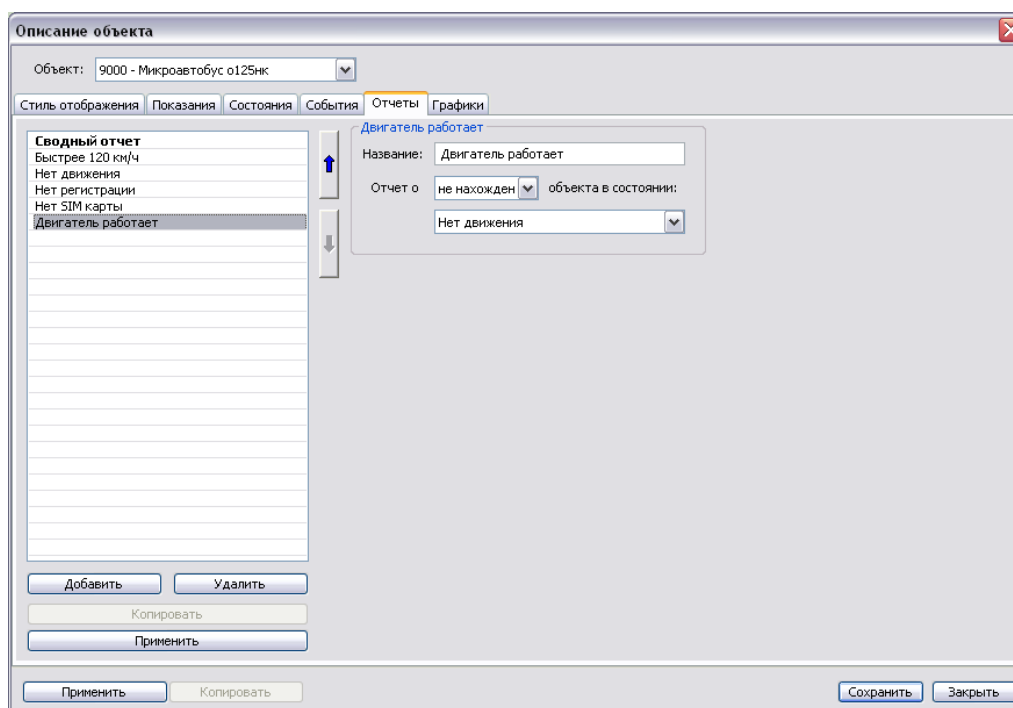 Описание объекта
Объект: 9000 - Микроавтобус о125нк
Стиль отображения Показания Состояния События Отчеты Графики
Сводный отчет
Быстрее 120 км/ч
Нет движения
Нет регистрации
Нет SIM карты
Двигатель работает
Двигатель работает
Название: Двигатель работает
Отчет о не нахожден объекта в состоянии:
Нет движения
Добавить Удалить
Копировать
Применить
Применить Копировать Сохранить Закрыть